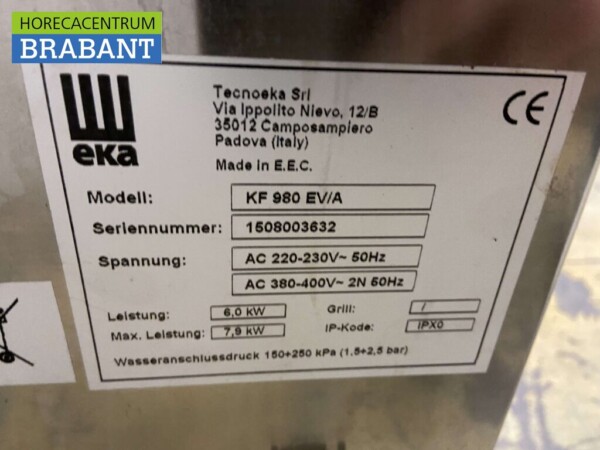 HORECACENTRUM
BRABANT
eka
Tecnoeka Srl
Via Ippolito Nievo, 12/B
35012 Camposampiero
Padova (Italy)
Made in E.E.C.
CE
Modell: KF 980 EV/A
Seriennummer: 1508003632
Spannung: AC 220-230V~ 50Hz
AC 380-400V~ 2N 50Hz
Leistung: 6,0 kW Grill: /
Max. Leistung: 7,9 kW IP-Kode: IPX0
Wasseranschlussdruck 150÷250 kPa (1,5÷2,5 bar)